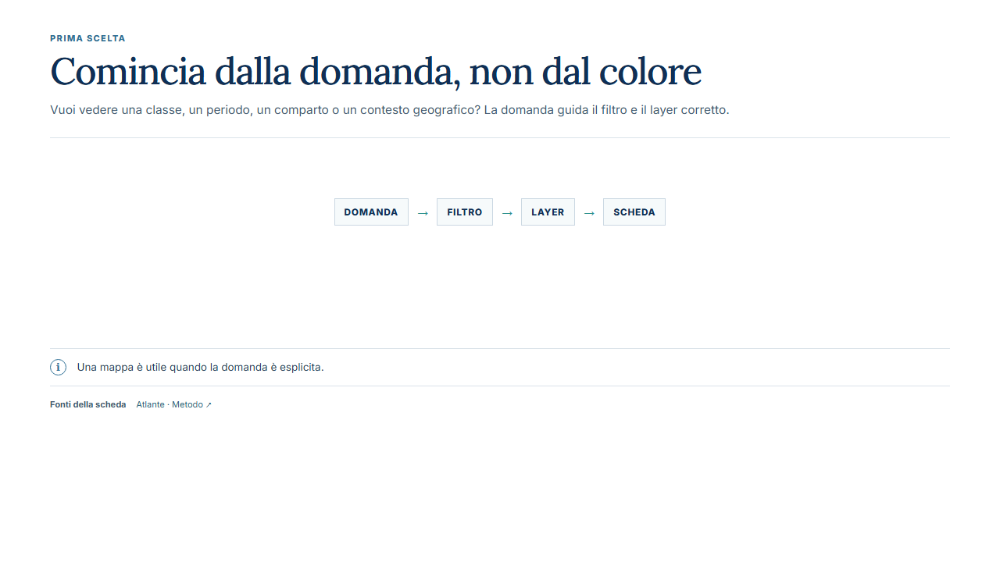 PRIMA SCELTA
Comincia dalla domanda, non dal colore
Vuoi vedere una classe, un periodo, un comparto o un contesto geografico? La domanda guida il filtro e il layer corretto.
DOMANDA → FILTRO → LAYER → SCHEDA
i Una mappa è utile quando la domanda è esplicita.
Fonti della scheda Atlante · Metodo ↗